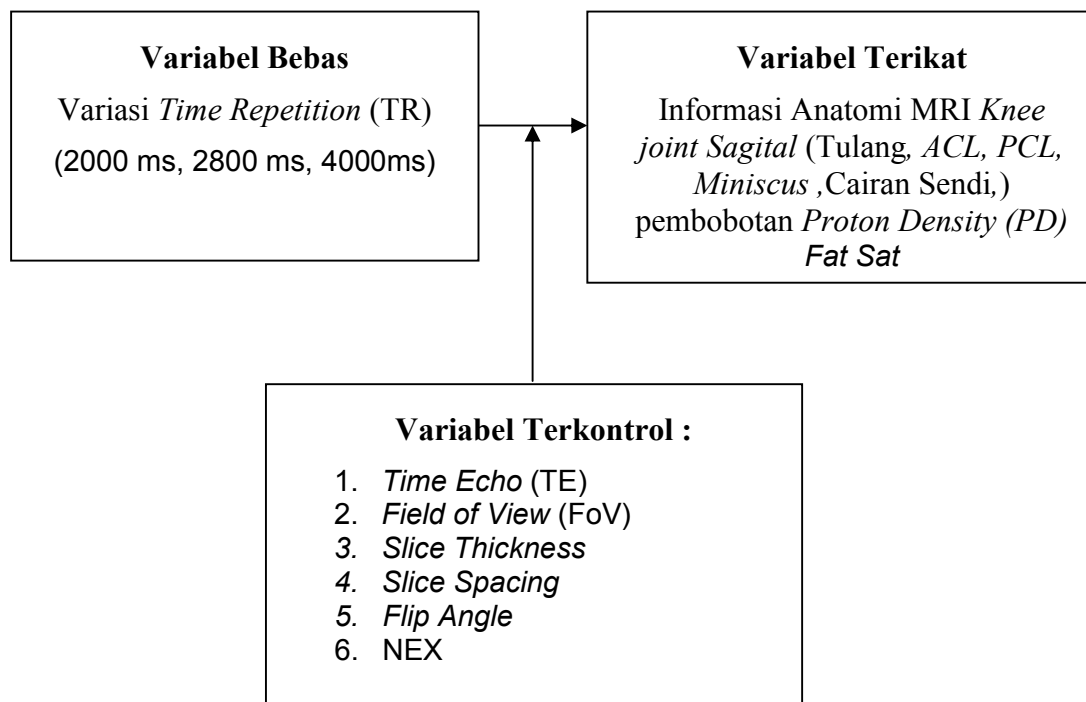 Variabel Bebas
Variasi Time Repetition (TR)
(2000 ms, 2800 ms, 4000ms)
Variabel Terikat
Informasi Anatomi MRI Knee
joint Sagital (Tulang, ACL, PCL,
Miniscus ,Cairan Sendi,)
pembobotan Proton Density (PD)
Fat Sat
Variabel Terkontrol :
1. Time Echo (TE)
2. Field of View (FoV)
3. Slice Thickness
4. Slice Spacing
5. Flip Angle
6. NEX